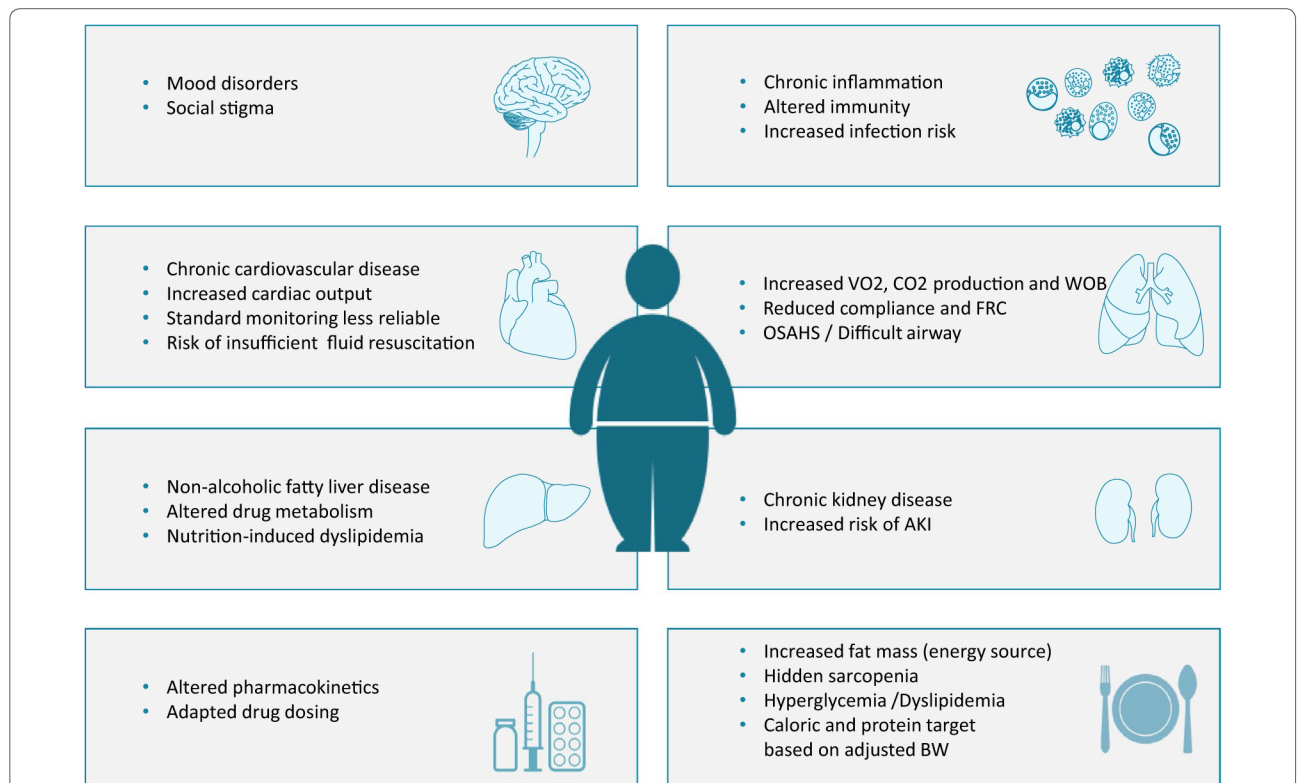 • Mood disorders
• Social stigma
• Chronic inflammation
• Altered immunity
• Increased infection risk
• Chronic cardiovascular disease
• Increased cardiac output
• Standard monitoring less reliable
• Risk of insufficient fluid resuscitation
• Increased VO2, CO2 production and WOB
• Reduced compliance and FRC
• OSAHS / Difficult airway
• Non-alcoholic fatty liver disease
• Altered drug metabolism
• Nutrition-induced dyslipidemia
• Chronic kidney disease
• Increased risk of AKI
• Altered pharmacokinetics
• Adapted drug dosing
• Increased fat mass (energy source)
• Hidden sarcopenia
• Hyperglycemia /Dyslipidemia
• Caloric and protein target
based on adjusted BW